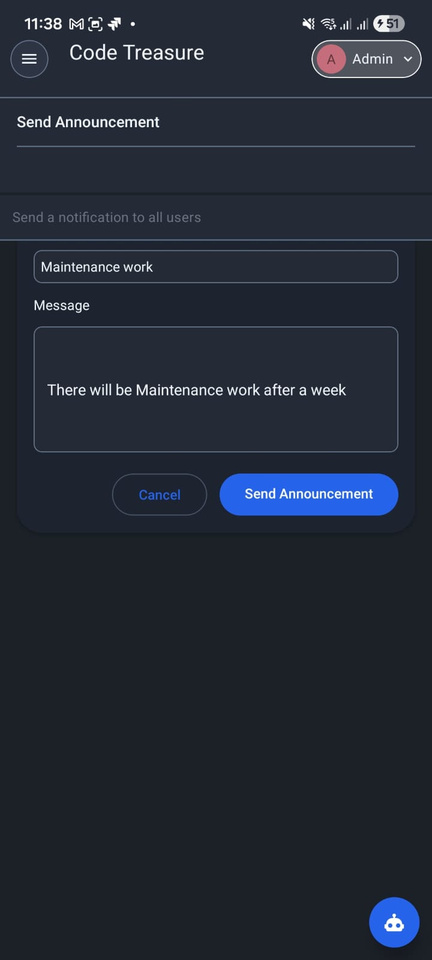 11:38
51
Code Treasure
A Admin
Send Announcement
Send a notification to all users
Maintenance work
Message
There will be Maintenance work after a week
Cancel
Send Announcement